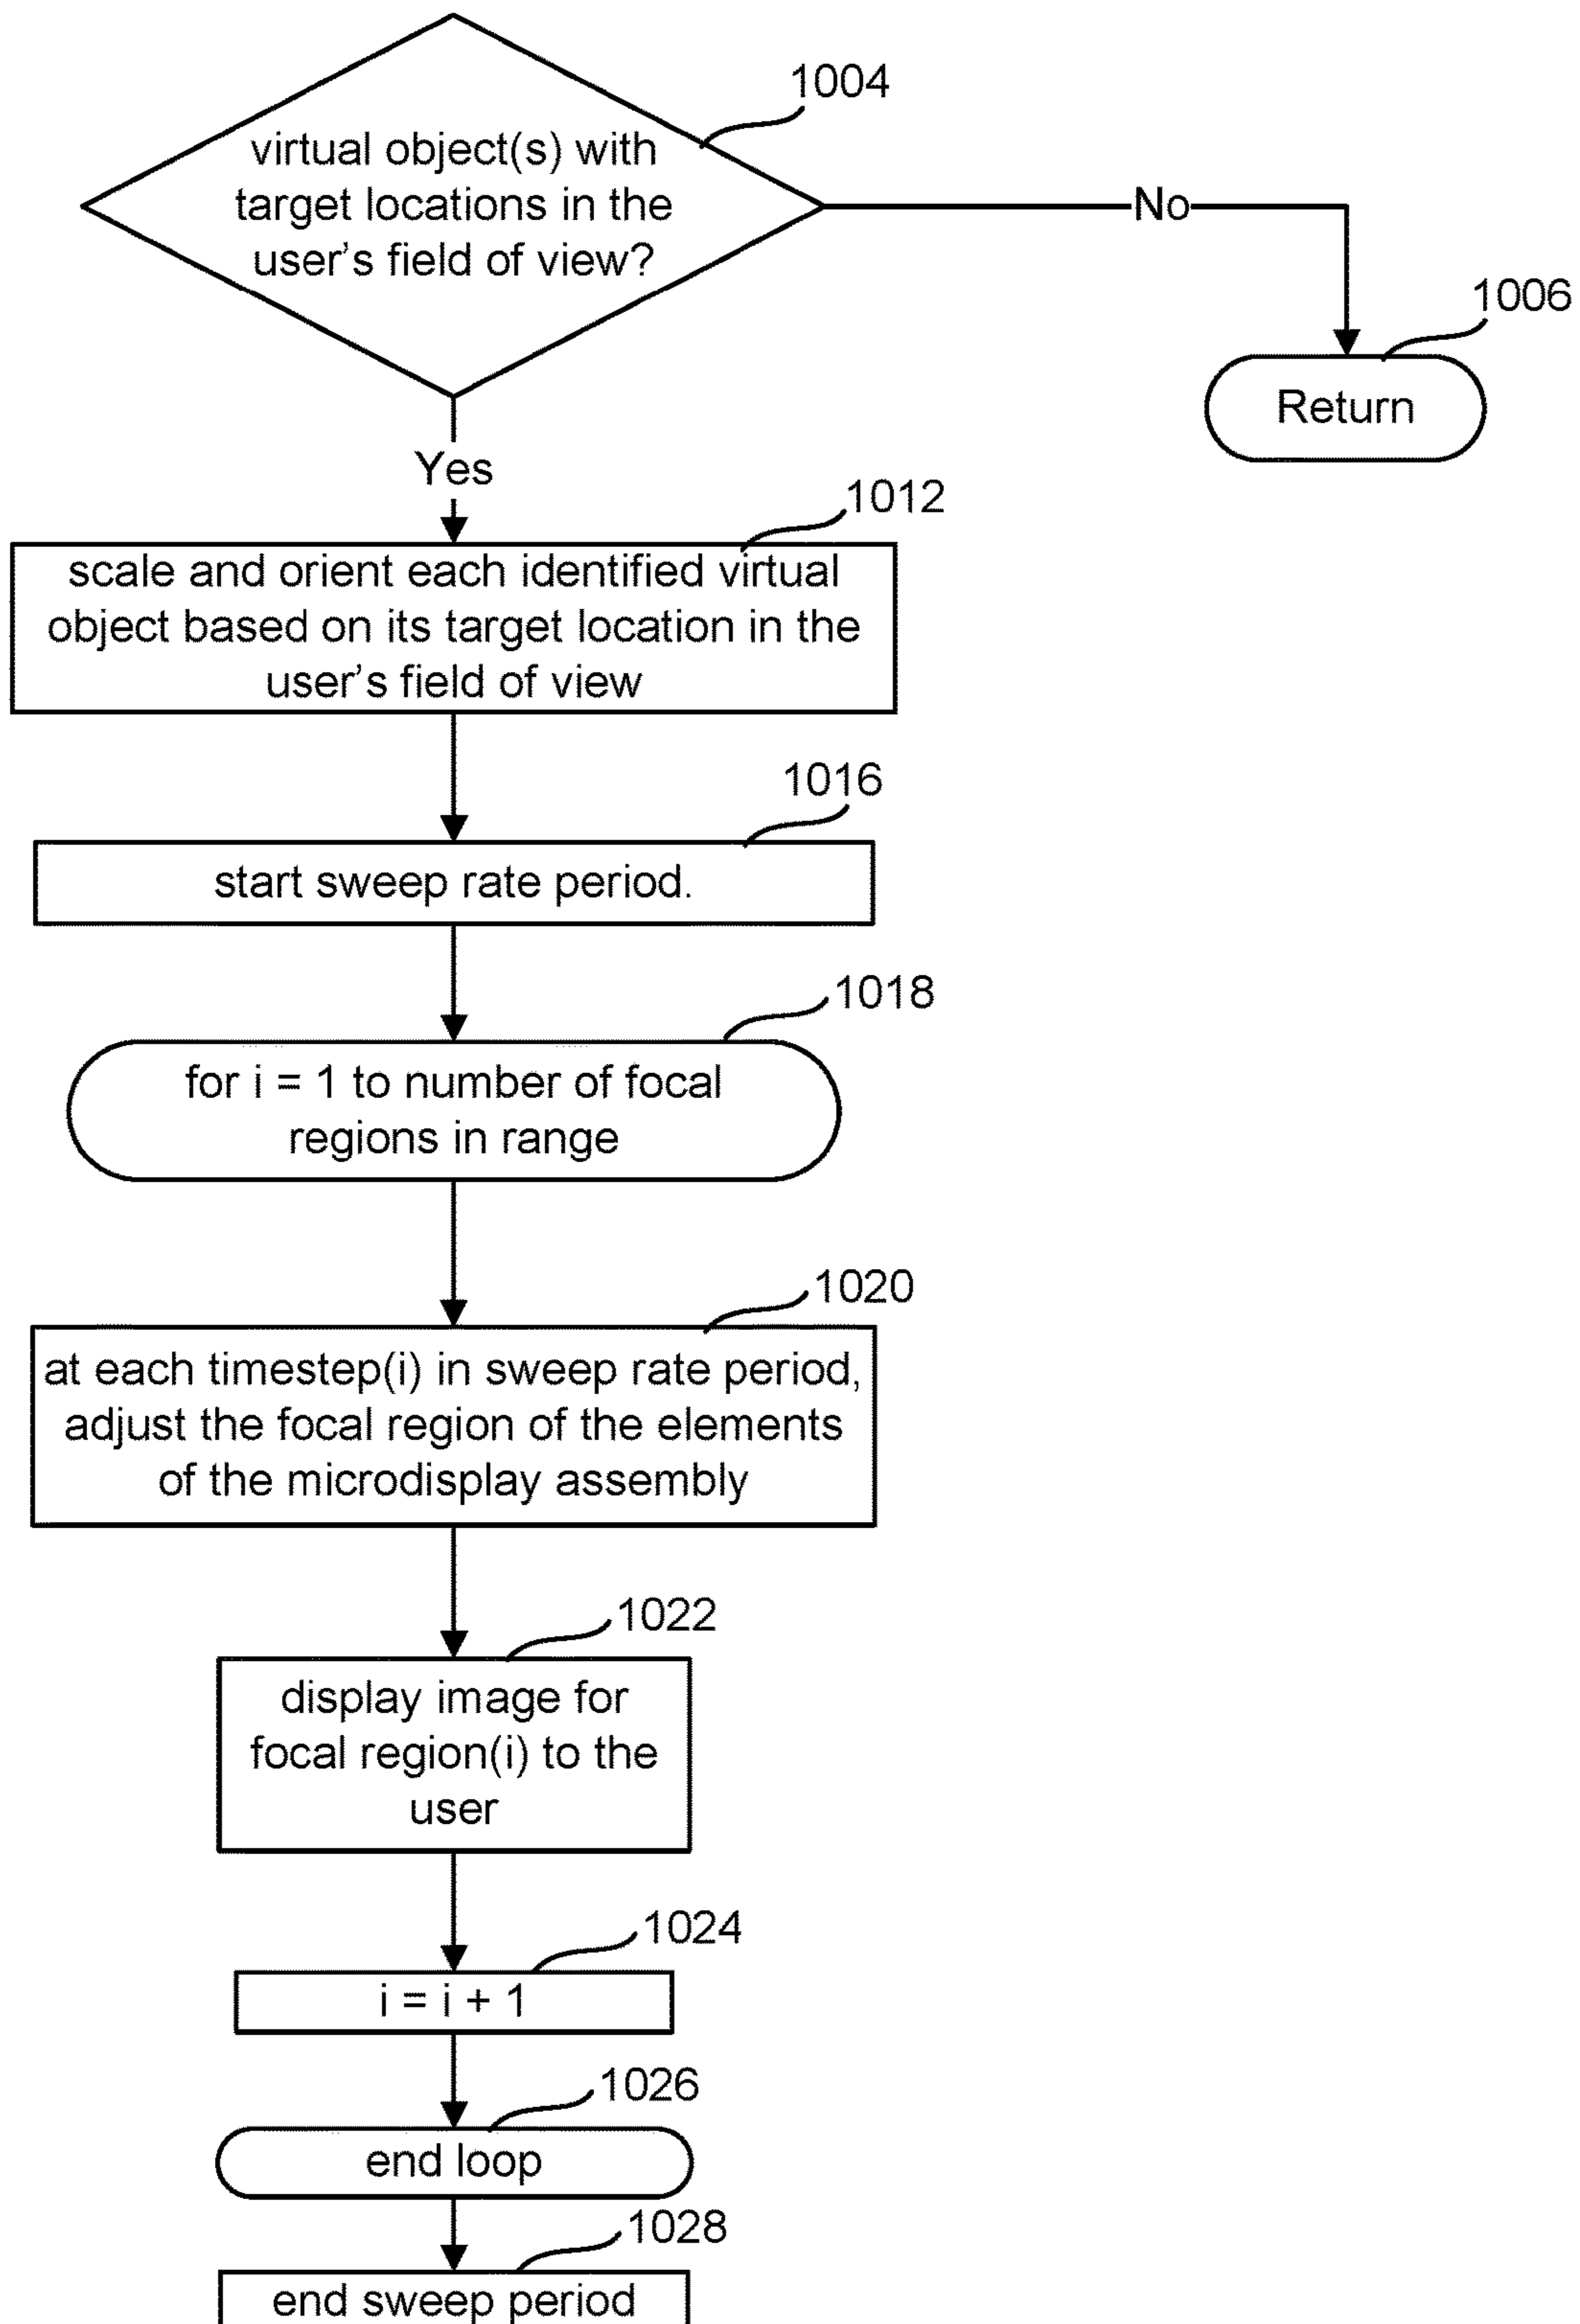 1004
virtual object(s) with
target locations in the
user's field of view?
No
1006
Return
Yes
1012
scale and orient each identified virtual
object based on its target location in the
user's field of view
1016
start sweep rate period.
1018
for i = 1 to number of focal
regions in range
1020
at each timestep(i) in sweep rate period,
adjust the focal region of the elements
of the microdisplay assembly
1022
display image for
focal region(i) to the
user
1024
i = i + 1
1026
end loop
1028
end sweep period